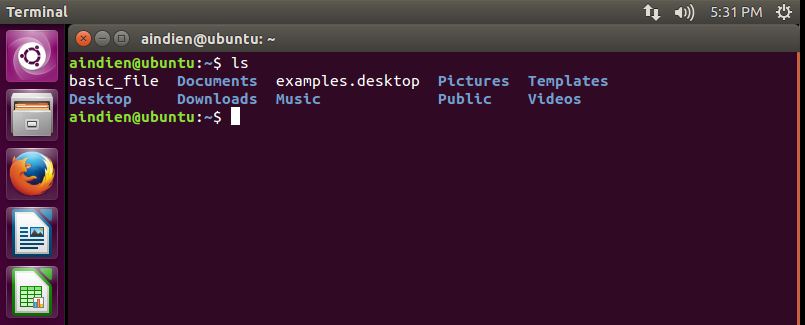 Terminal 5:31 PM
aindien@ubuntu: ~
aindien@ubuntu:~$ ls
basic_file Documents examples.desktop Pictures Templates
Desktop Downloads Music Public Videos
aindien@ubuntu:~$